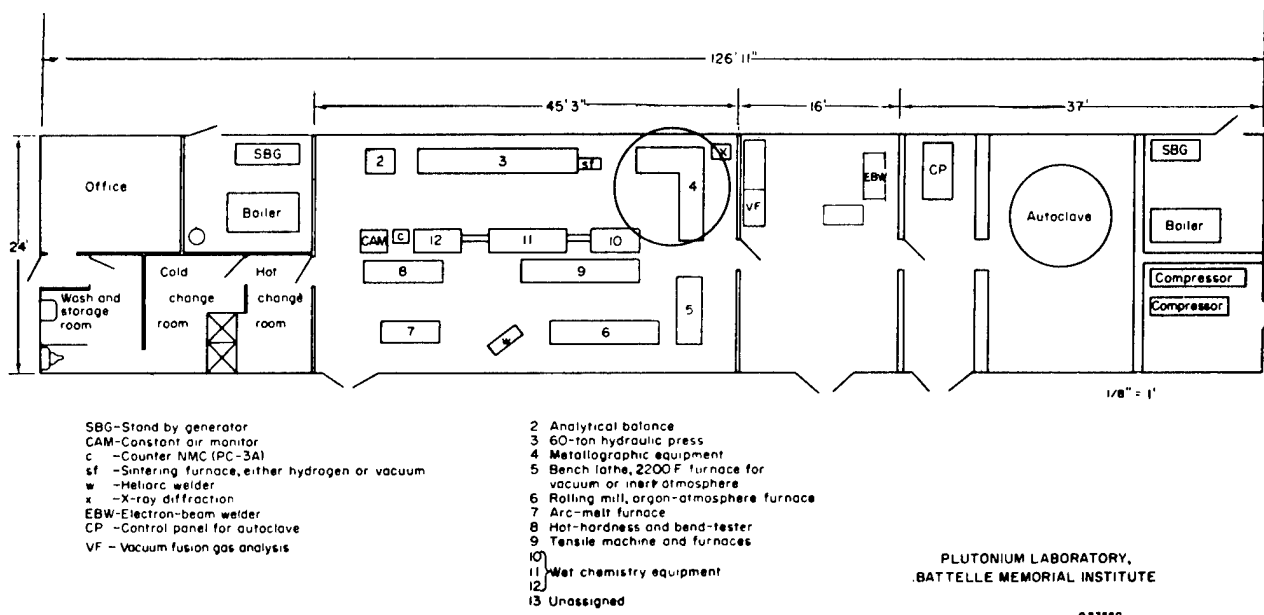 126' 11"
45' 3"
16'
37'
24'
Office
SBG
Boiler
2
3
sf
x
4
VF
EBW
CP
Autoclave
SBG
Boiler
CAM
c
12
11
10
8
9
7
w
6
5
Wash and
storage
room
Cold
change
room
Hot
change
room
Compressor
Compressor
1/8" = 1'
SBG-Stand by generator
CAM-Constant air monitor
c -Counter NMC (PC-3A)
sf -Sintering furnace, either hydrogen or vacuum
w -Heliarc welder
x -X-ray diffraction
EBW-Electron-beam welder
CP -Control panel for autoclave
VF - Vacuum fusion gas analysis
2 Analytical balance
3 60-ton hydraulic press
4 Metallographic equipment
5 Bench lathe, 2200 F furnace for
vacuum or inert atmosphere
6 Rolling mill, argon-atmosphere furnace
7 Arc-melt furnace
8 Hot-hardness and bend-tester
9 Tensile machine and furnaces
10
11 Wet chemistry equipment
12
13 Unassigned
PLUTONIUM LABORATORY,
BATTELLE MEMORIAL INSTITUTE